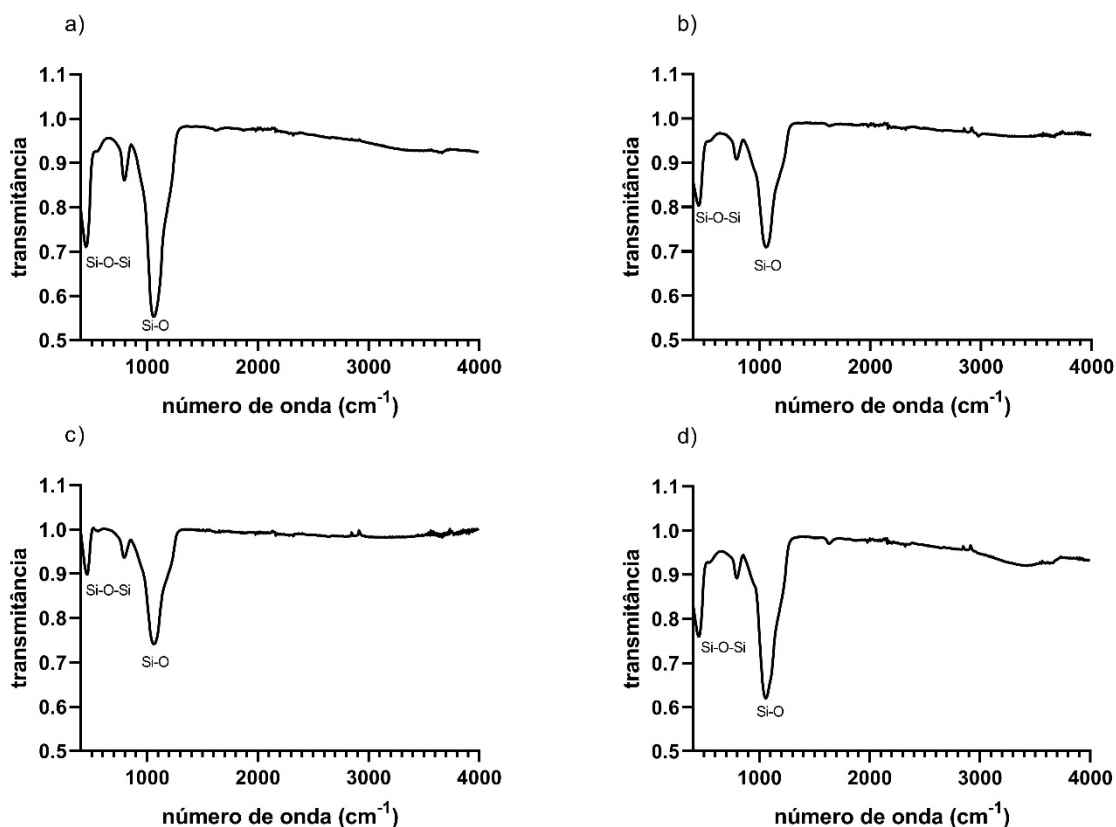 a)
transmitância
1.1
1.0
0.9
0.8
0.7
0.6
0.5
Si-O-Si
Si-O
1000 2000 3000 4000
número de onda (cm⁻¹)
b)
transmitância
1.1
1.0
0.9
0.8
0.7
0.6
0.5
Si-O-Si
Si-O
1000 2000 3000 4000
número de onda (cm⁻¹)
c)
transmitância
1.1
1.0
0.9
0.8
0.7
0.6
0.5
Si-O-Si
Si-O
1000 2000 3000 4000
número de onda (cm⁻¹)
d)
transmitância
1.1
1.0
0.9
0.8
0.7
0.6
0.5
Si-O-Si
Si-O
1000 2000 3000 4000
número de onda (cm⁻¹)